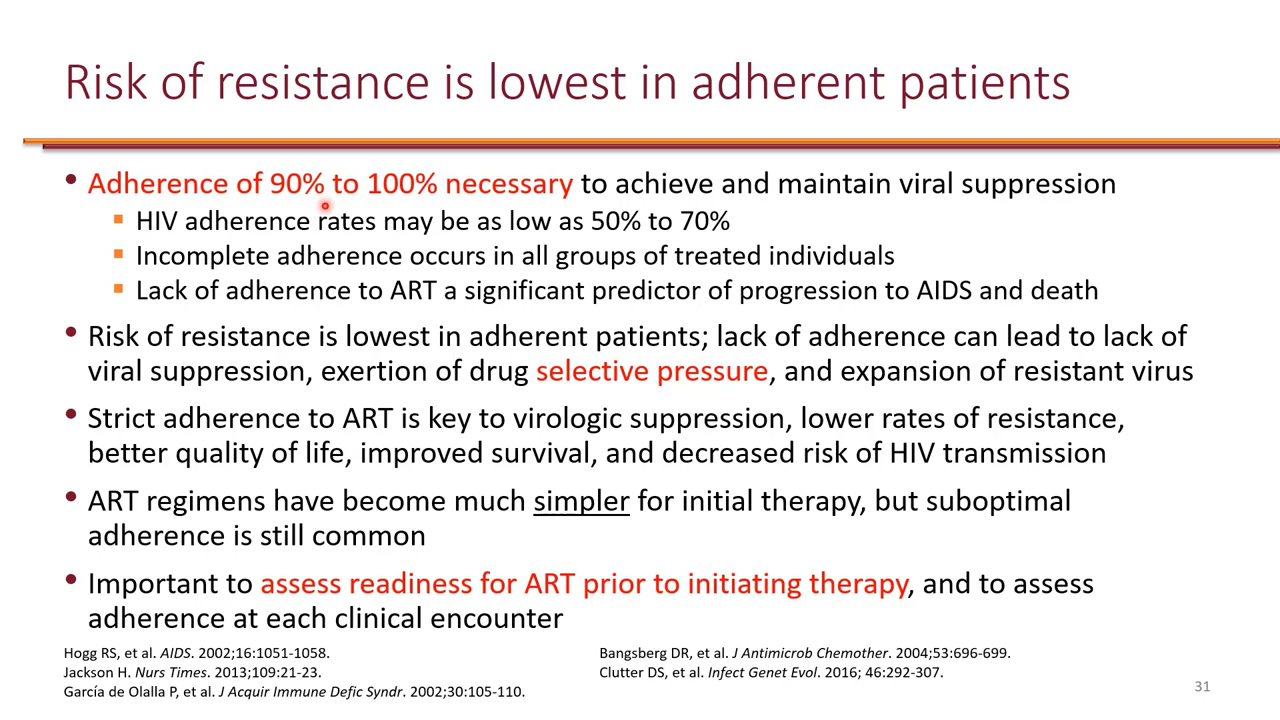 Risk of resistance is lowest in adherent patients
• Adherence of 90% to 100% necessary to achieve and maintain viral suppression
▪ HIV adherence rates may be as low as 50% to 70%
▪ Incomplete adherence occurs in all groups of treated individuals
▪ Lack of adherence to ART a significant predictor of progression to AIDS and death
• Risk of resistance is lowest in adherent patients; lack of adherence can lead to lack of
viral suppression, exertion of drug selective pressure, and expansion of resistant virus
• Strict adherence to ART is key to virologic suppression, lower rates of resistance,
better quality of life, improved survival, and decreased risk of HIV transmission
• ART regimens have become much simpler for initial therapy, but suboptimal
adherence is still common
• Important to assess readiness for ART prior to initiating therapy, and to assess
adherence at each clinical encounter
Hogg RS, et al. AIDS. 2002;16:1051-1058.
Jackson H. Nurs Times. 2013;109:21-23.
García de Olalla P, et al. J Acquir Immune Defic Syndr. 2002;30:105-110.
Bangsberg DR, et al. J Antimicrob Chemother. 2004;53:696-699.
Clutter DS, et al. Infect Genet Evol. 2016; 46:292-307.
31